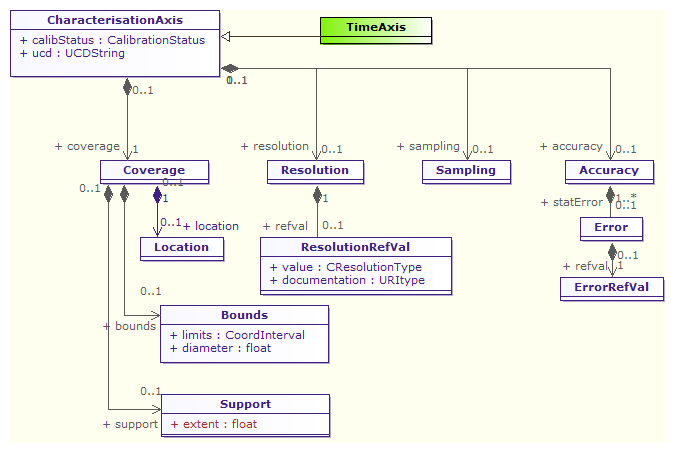 CharacterisationAxis
+ calibStatus : CalibrationStatus
+ ucd : UCDString
TimeAxis
0..1
0..1
+ coverage
1
+ resolution
0..1
+ sampling
0..1
+ accuracy
0..1
Coverage
Resolution
Sampling
Accuracy
0..1
0..1
1
0..1
+ location
1
+ refval
0..1
+ statError
1..*
0..1
Location
ResolutionRefVal
+ value : CResolutionType
+ documentation : URItype
Error
0..1
+ refval
1
ErrorRefVal
0..1
+ bounds
Bounds
+ limits : CoordInterval
+ diameter : float
0..1
+ support
Support
+ extent : float